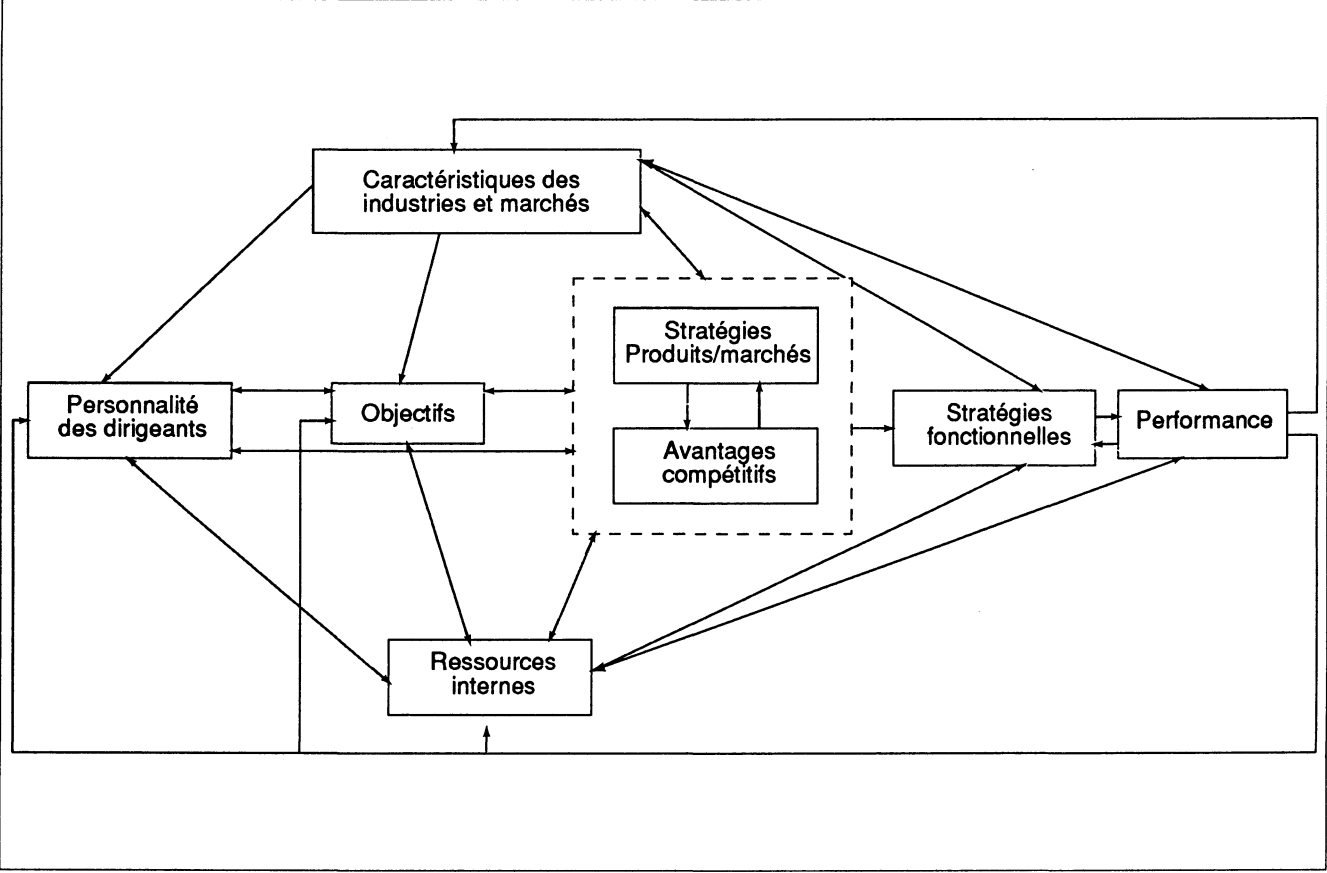 Caractéristiques des
industries et marchés
Stratégies
Produits/marchés
Personnalité
des dirigeants
Objectifs
Avantages
compétitifs
Stratégies
fonctionnelles
Performance
Ressources
internes